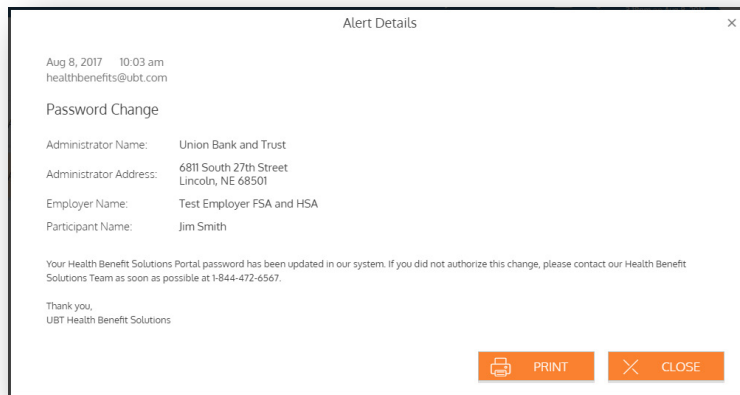 Alert Details
Aug 8, 2017 10:03 am
healthbenefits@ubt.com
Password Change
Administrator Name: Union Bank and Trust
Administrator Address: 6811 South 27th Street
Lincoln, NE 68501
Employer Name: Test Employer FSA and HSA
Participant Name: Jim Smith
Your Health Benefit Solutions Portal password has been updated in our system. If you did not authorize this change, please contact our Health Benefit
Solutions Team as soon as possible at 1-844-472-6567.
Thank you,
UBT Health Benefit Solutions
PRINT CLOSE